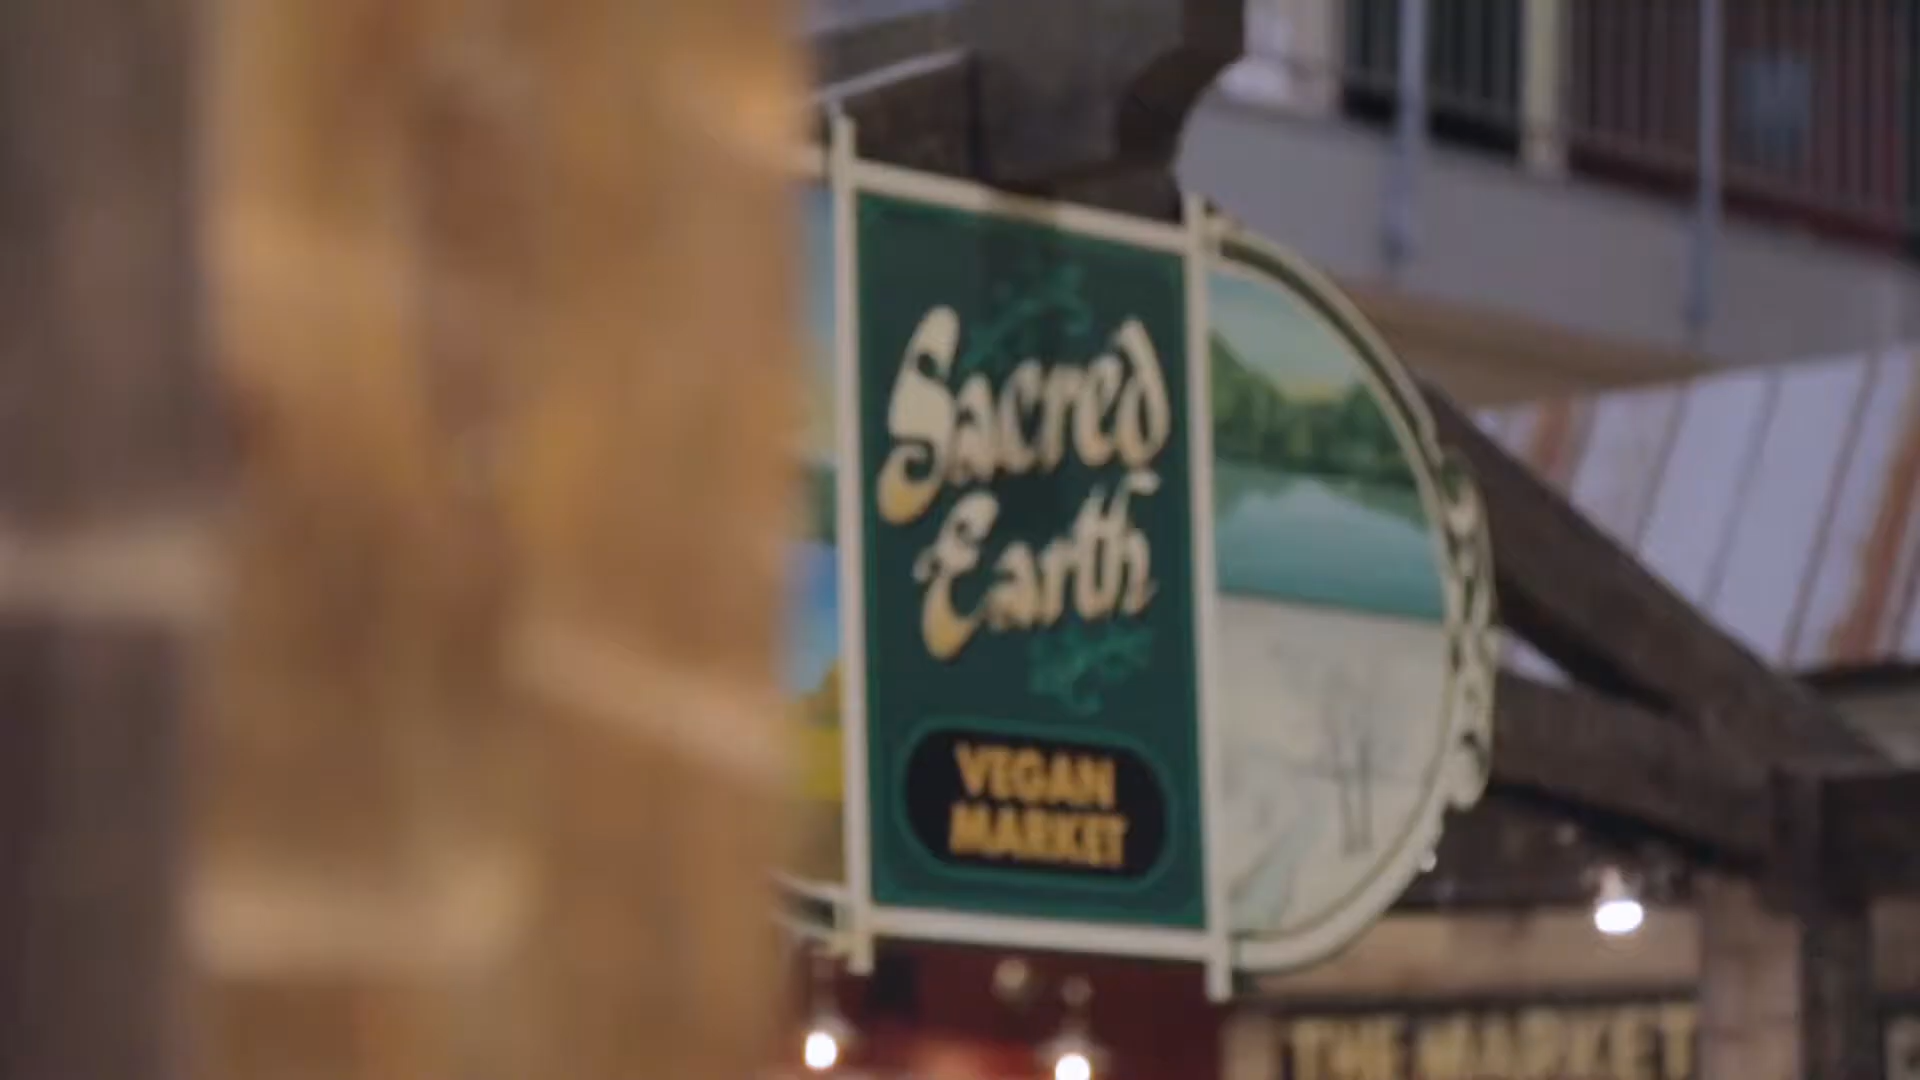 Sacred
Earth
VEGAN
MARKET
THE MARKET